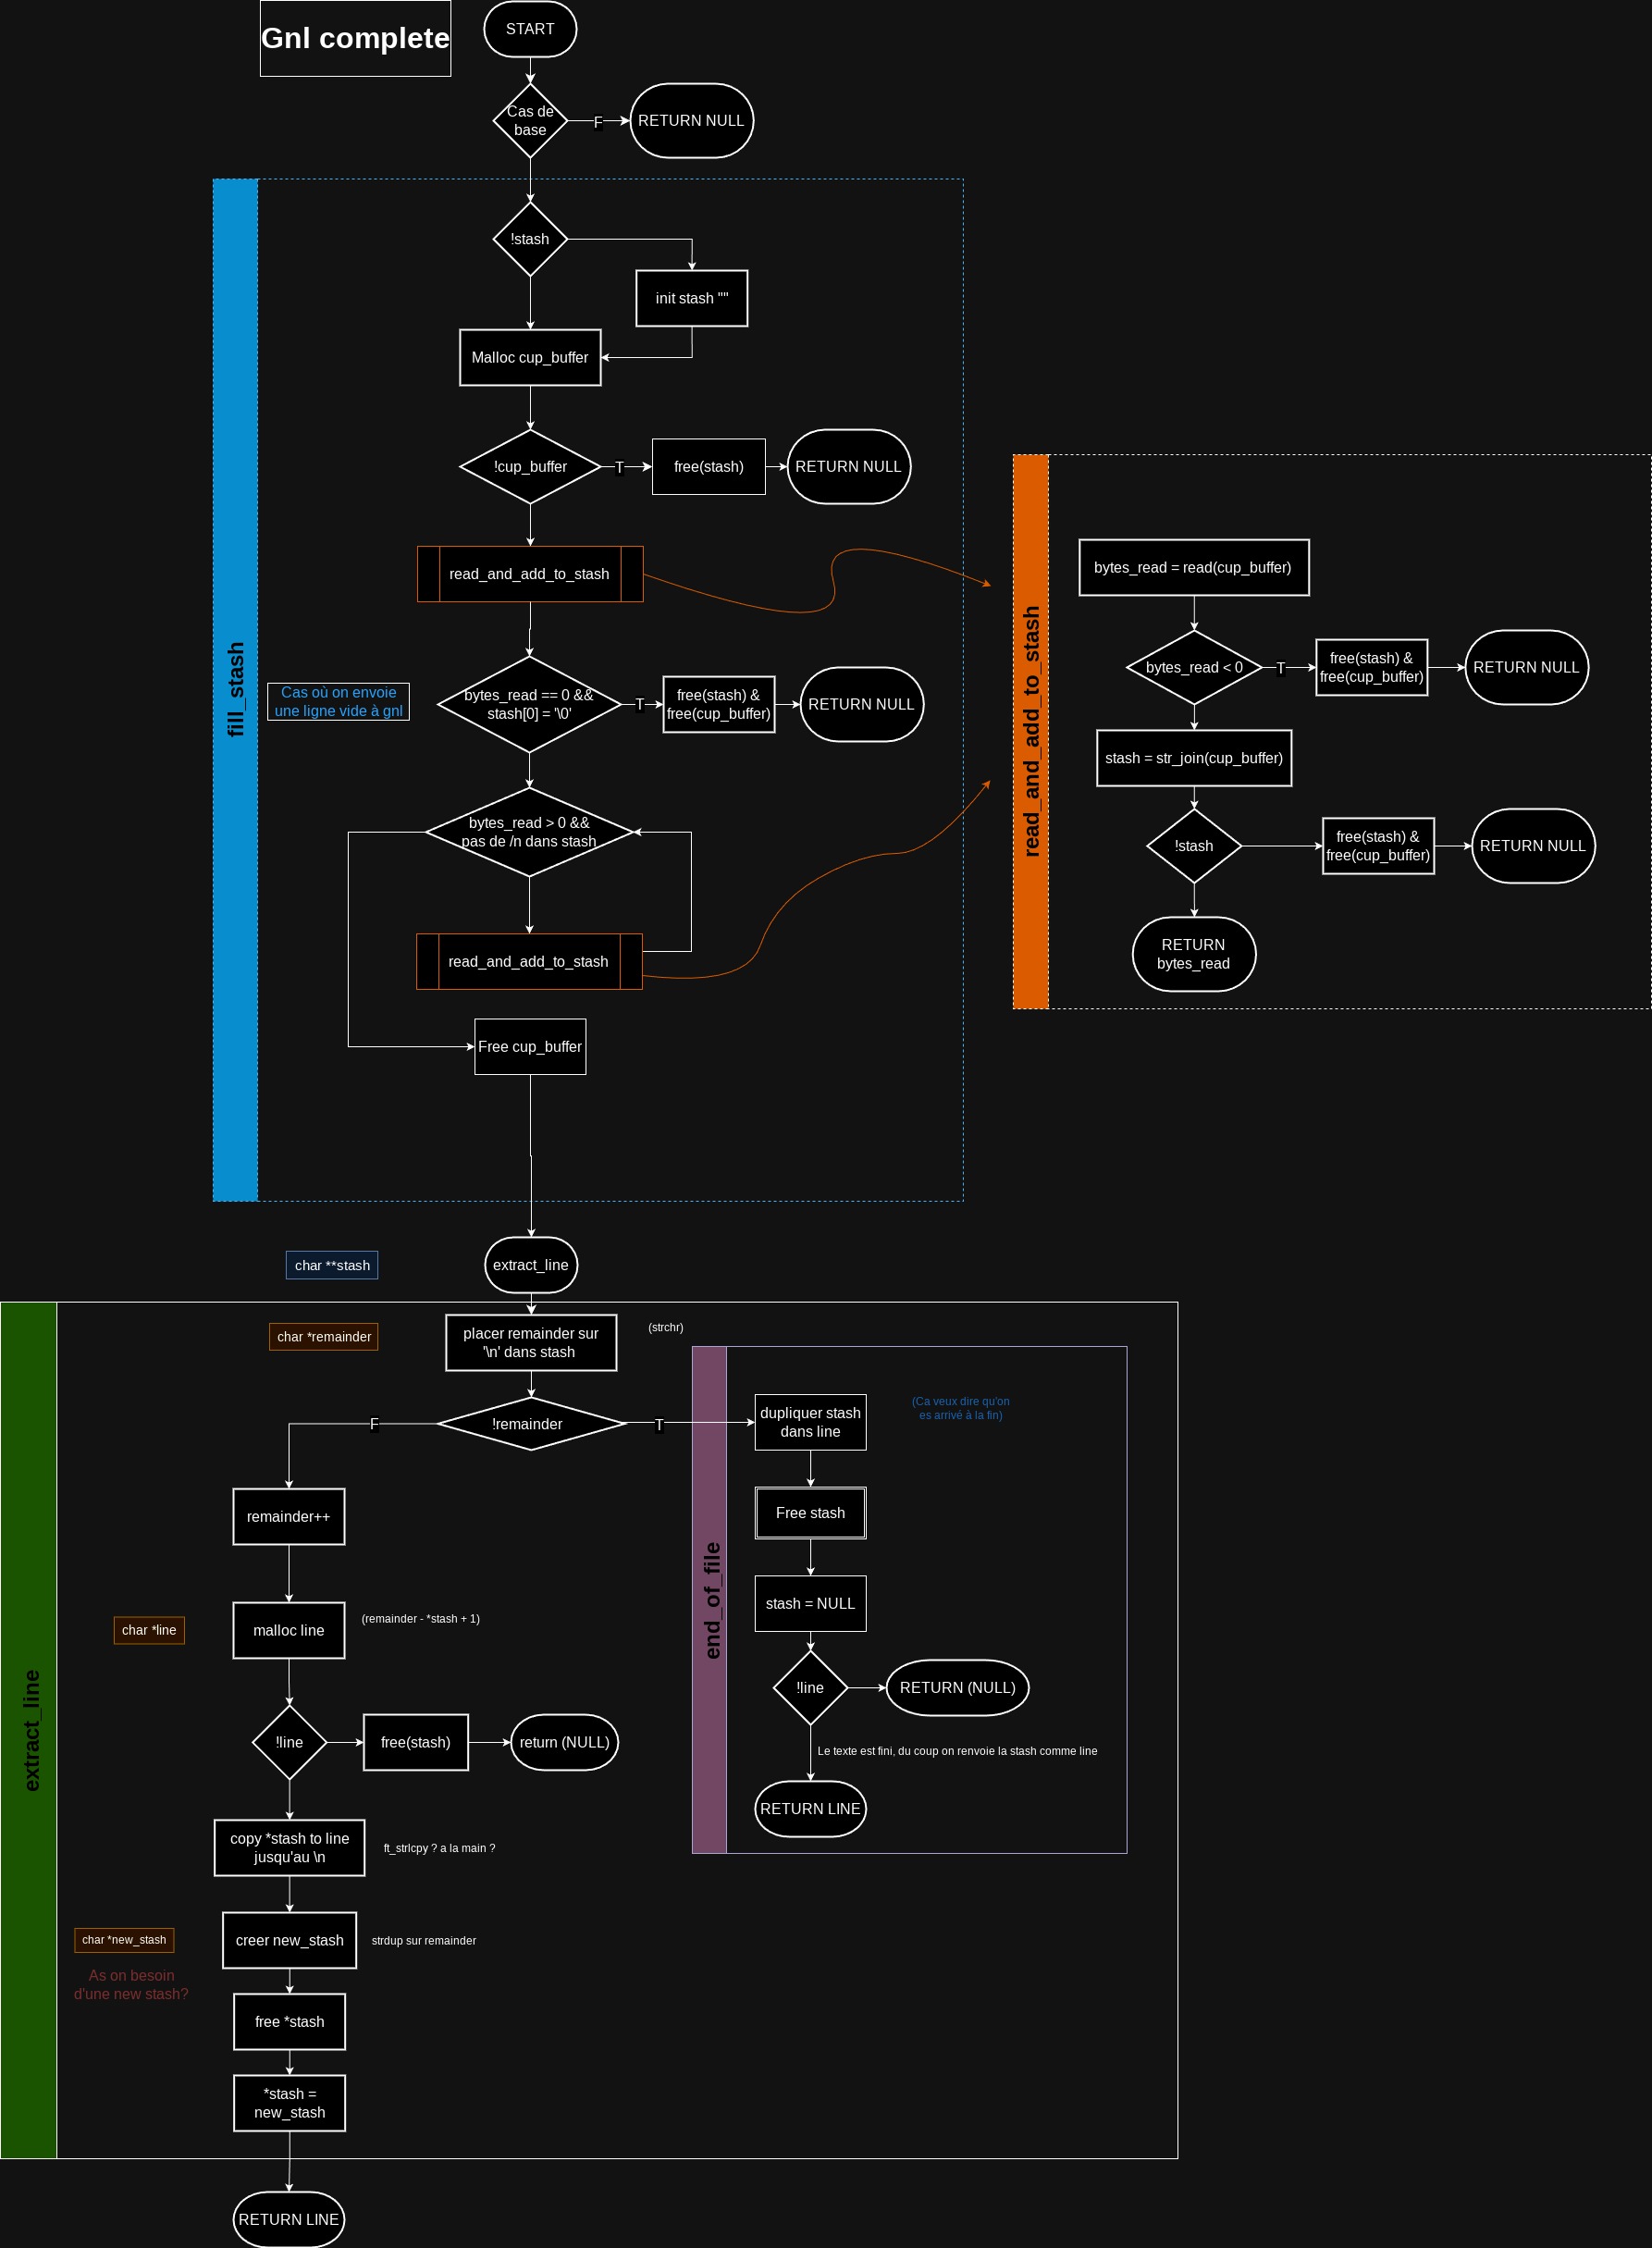 Gnl complete
START
Cas de
base
F
RETURN NULL
fill_stash
!stash
init stash ""
Malloc cup_buffer
!cup_buffer
T
free(stash)
RETURN NULL
read_and_add_to_stash
Cas où on envoie
une ligne vide à gnl
bytes_read == 0 &&
stash[0] = '\0'
T
free(stash) &
free(cup_buffer)
RETURN NULL
bytes_read > 0 &&
pas de /n dans stash
read_and_add_to_stash
Free cup_buffer
read_and_add_to_stash
bytes_read = read(cup_buffer)
bytes_read < 0
T
free(stash) &
free(cup_buffer)
RETURN NULL
stash = str_join(cup_buffer)
!stash
free(stash) &
free(cup_buffer)
RETURN NULL
RETURN
bytes_read
char **stash
extract_line
extract_line
char *remainder
placer remainder sur
'\n' dans stash
(strchr)
!remainder
F
T
remainder++
char *line
malloc line
(remainder - *stash + 1)
!line
free(stash)
return (NULL)
copy *stash to line
jusqu'au \n
ft_strlcpy ? a la main ?
char *new_stash
creer new_stash
strdup sur remainder
As on besoin
d'une new stash?
free *stash
*stash =
new_stash
RETURN LINE
end_of_file
dupliquer stash
dans line
(Ca veux dire qu'on
es arrivé à la fin)
Free stash
stash = NULL
!line
RETURN (NULL)
Le texte est fini, du coup on renvoie la stash comme line
RETURN LINE